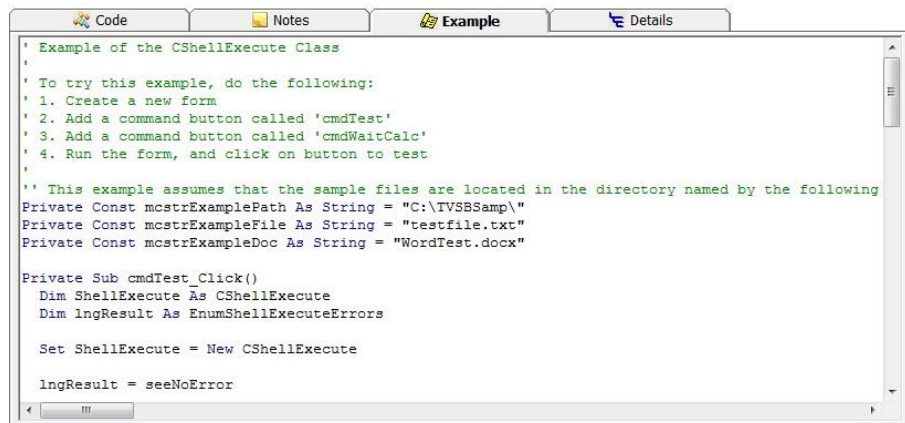 Code Notes Example Details
' Example of the CShellExecute Class
'
' To try this example, do the following:
' 1. Create a new form
' 2. Add a command button called 'cmdTest'
' 3. Add a command button called 'cmdWaitCalc'
' 4. Run the form, and click on button to test
'
'' This example assumes that the sample files are located in the directory named by the following
Private Const mcstrExamplePath As String = "C:\TVSBSamp\"
Private Const mcstrExampleFile As String = "testfile.txt"
Private Const mcstrExampleDoc As String = "WordTest.docx"
Private Sub cmdTest_Click()
Dim ShellExecute As CShellExecute
Dim lngResult As EnumShellExecuteErrors
Set ShellExecute = New CShellExecute
lngResult = seeNoError